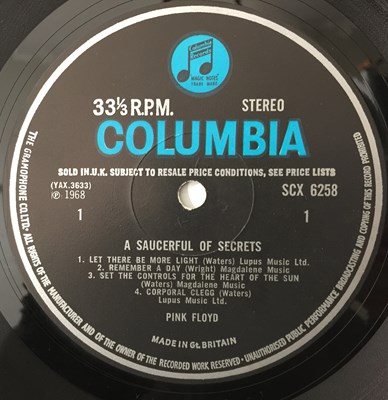 Columbia
MAGIC NOTES
TRADE MARK
33⅓ R.P.M. STEREO
COLUMBIA
SOLD IN U.K. SUBJECT TO RESALE PRICE CONDITIONS, SEE PRICE LISTS
(YAX.3633) SCX 6258
℗ 1968
1 1
A SAUCERFUL OF SECRETS
1. LET THERE BE MORE LIGHT (Waters) Lupus Music Ltd.
2. REMEMBER A DAY (Wright) Magdalene Music
3. SET THE CONTROLS FOR THE HEART OF THE SUN
(Waters) Magdalene Music
4. CORPORAL CLEGG (Waters)
Lupus Music Ltd.
PINK FLOYD
MADE IN Gt. BRITAIN
THE GRAMOPHONE CO. LTD. ALL RIGHTS OF THE MANUFACTURER AND OF THE OWNER OF THE RECORDED WORK RESERVED · UNAUTHORISED PUBLIC PERFORMANCE BROADCASTING AND COPYING OF THIS RECORD PROHIBITED